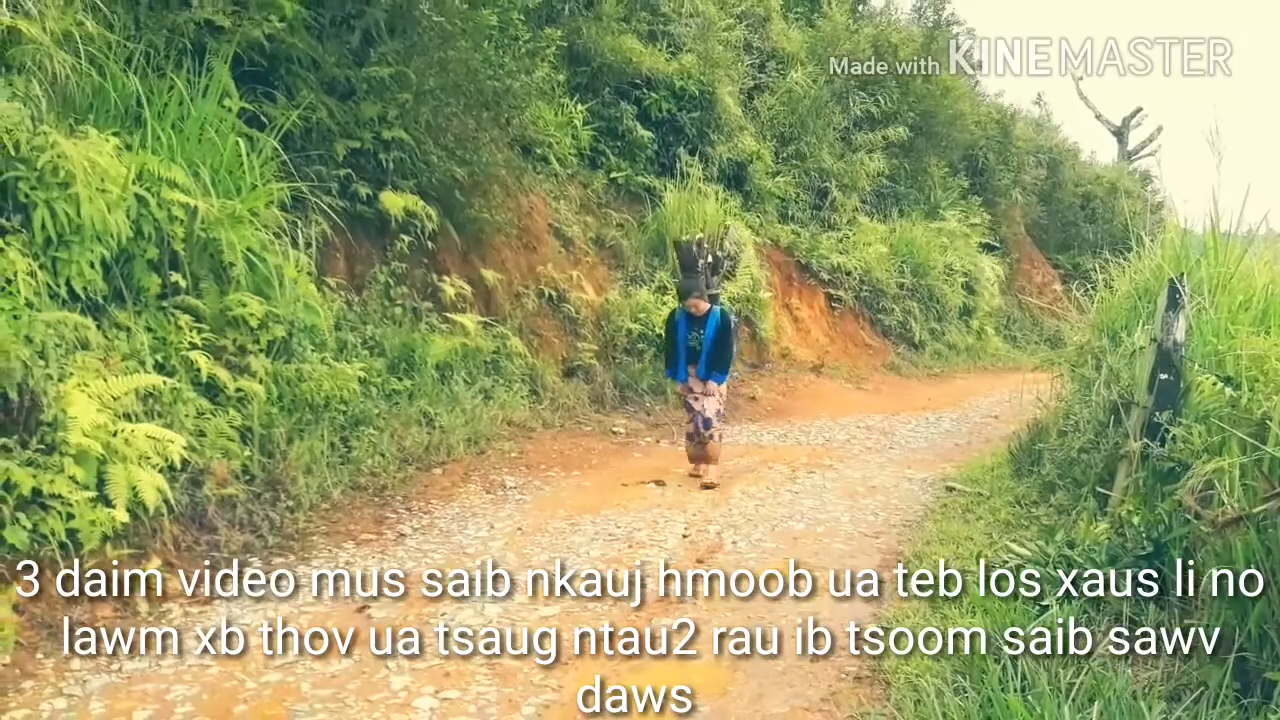 Made with KINEMASTER
3 daim video mus saib nkauj hmoob ua teb los xaus li no
lawm xb thov ua tsaug ntau2 rau ib tsoom saib sawv
daws